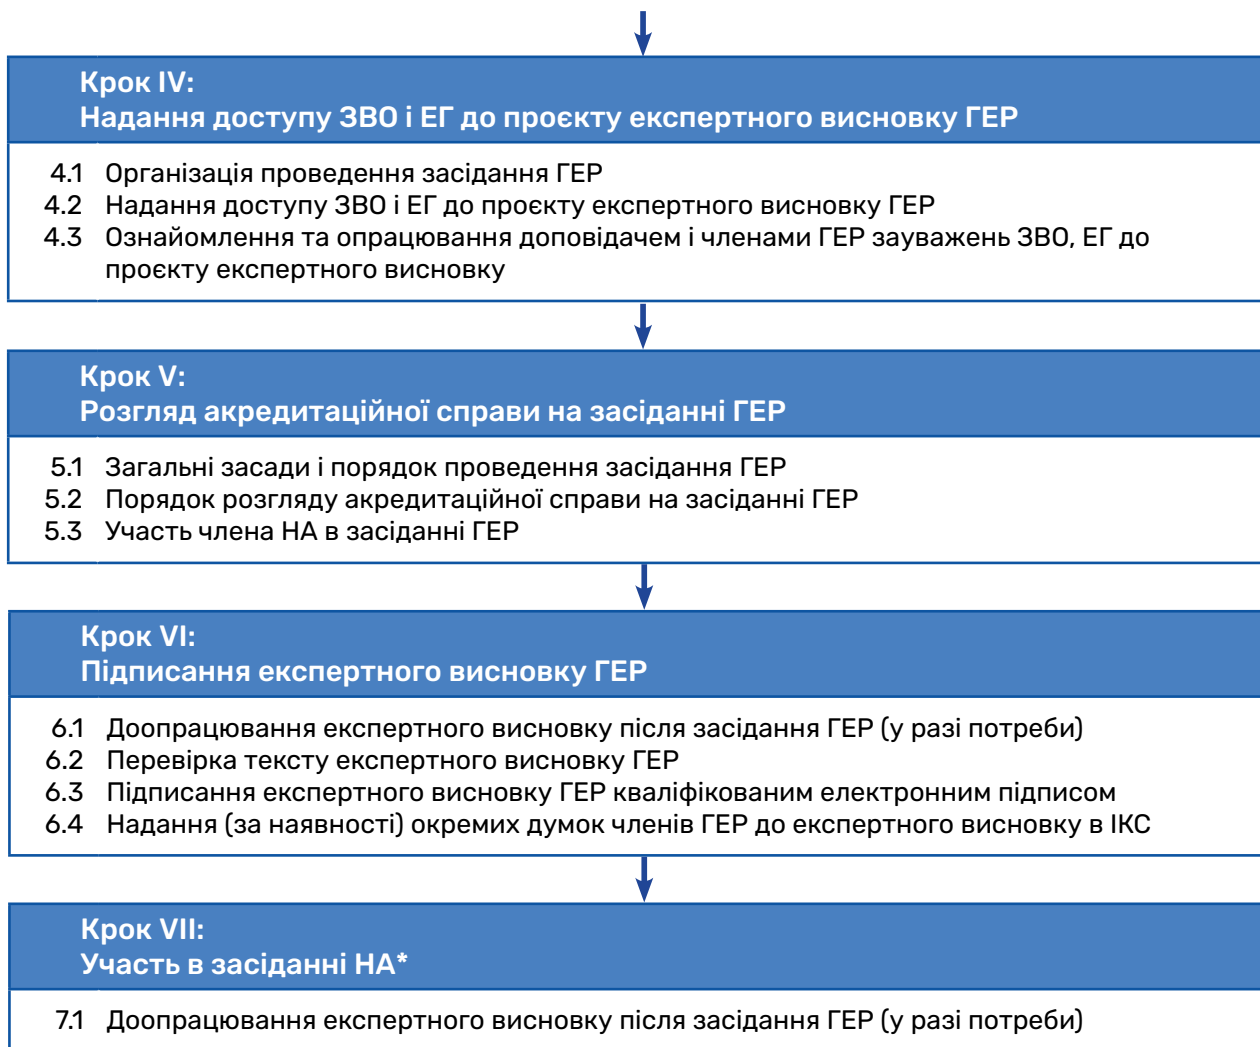 Крок IV:
Надання доступу ЗВО і ЕГ до проєкту експертного висновку ГЕР
4.1 Організація проведення засідання ГЕР
4.2 Надання доступу ЗВО і ЕГ до проєкту експертного висновку ГЕР
4.3 Ознайомлення та опрацювання доповідачем і членами ГЕР зауважень ЗВО, ЕГ до
проєкту експертного висновку
Крок V:
Розгляд акредитаційної справи на засіданні ГЕР
5.1 Загальні засади і порядок проведення засідання ГЕР
5.2 Порядок розгляду акредитаційної справи на засіданні ГЕР
5.3 Участь члена НА в засіданні ГЕР
Крок VI:
Підписання експертного висновку ГЕР
6.1 Доопрацювання експертного висновку після засідання ГЕР (у разі потреби)
6.2 Перевірка тексту експертного висновку ГЕР
6.3 Підписання експертного висновку ГЕР кваліфікованим електронним підписом
6.4 Надання (за наявності) окремих думок членів ГЕР до експертного висновку в ІКС
Крок VII:
Участь в засіданні НА*
7.1 Доопрацювання експертного висновку після засідання ГЕР (у разі потреби)